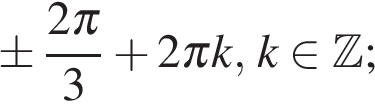 ± 2π/3 + 2πk, k ∈ ℤ;